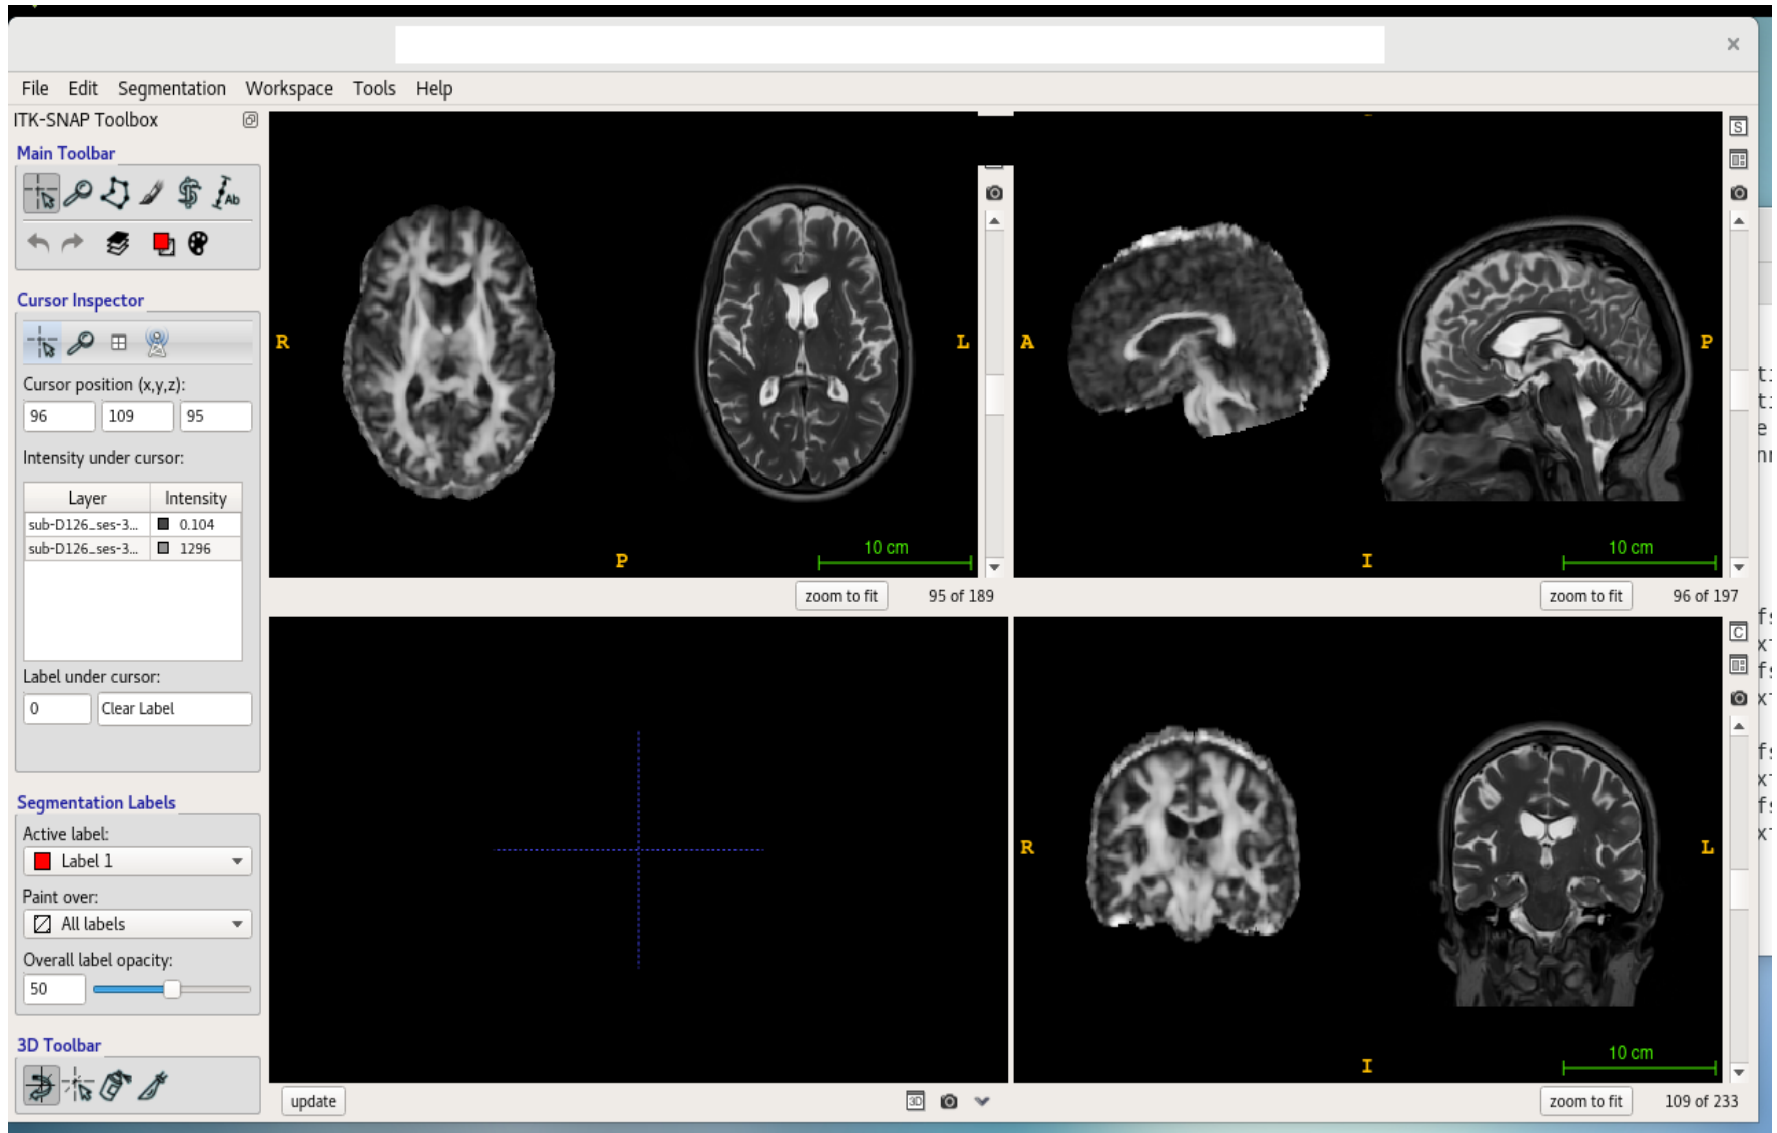 File Edit Segmentation Workspace Tools Help
ITK-SNAP Toolbox
Main Toolbar
Ab
Cursor Inspector
Cursor position (x,y,z):
96 109 95
Intensity under cursor:
Layer Intensity
sub-D126_ses-3... 0.104
sub-D126_ses-3... 1296
Label under cursor:
0 Clear Label
Segmentation Labels
Active label:
Label 1
Paint over:
All labels
Overall label opacity:
50
3D Toolbar
R
L
P
10 cm
zoom to fit 95 of 189
A
P
I
10 cm
S
zoom to fit 96 of 197
update
3D
R
L
I
10 cm
C
zoom to fit 109 of 233